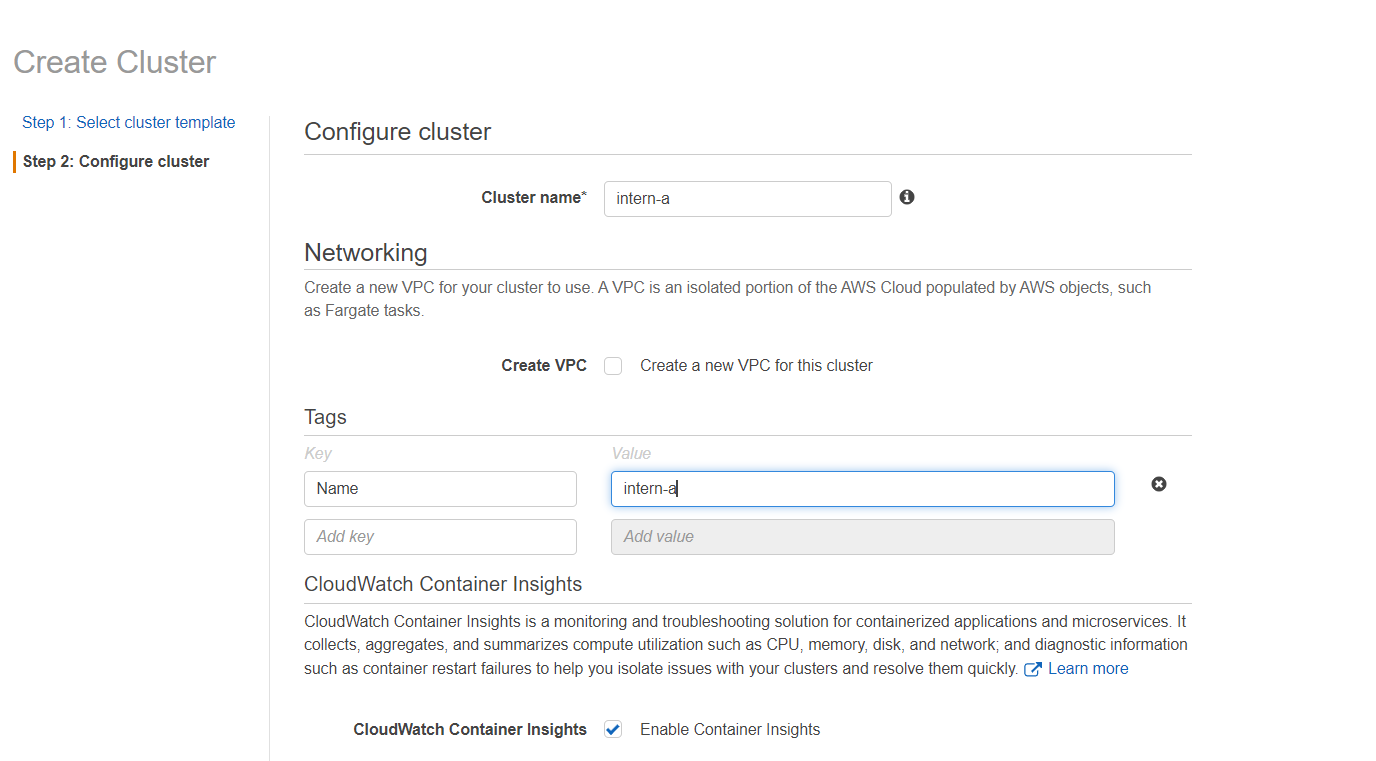 Create Cluster
Step 1: Select cluster template
Step 2: Configure cluster
Configure cluster
Cluster name*
intern-a
Networking
Create a new VPC for your cluster to use. A VPC is an isolated portion of the AWS Cloud populated by AWS objects, such
as Fargate tasks.
Create VPC
Create a new VPC for this cluster
Tags
Key
Value
Name
intern-a
Add key
Add value
CloudWatch Container Insights
CloudWatch Container Insights is a monitoring and troubleshooting solution for containerized applications and microservices. It
collects, aggregates, and summarizes compute utilization such as CPU, memory, disk, and network; and diagnostic information
such as container restart failures to help you isolate issues with your clusters and resolve them quickly. Learn more
CloudWatch Container Insights
Enable Container Insights